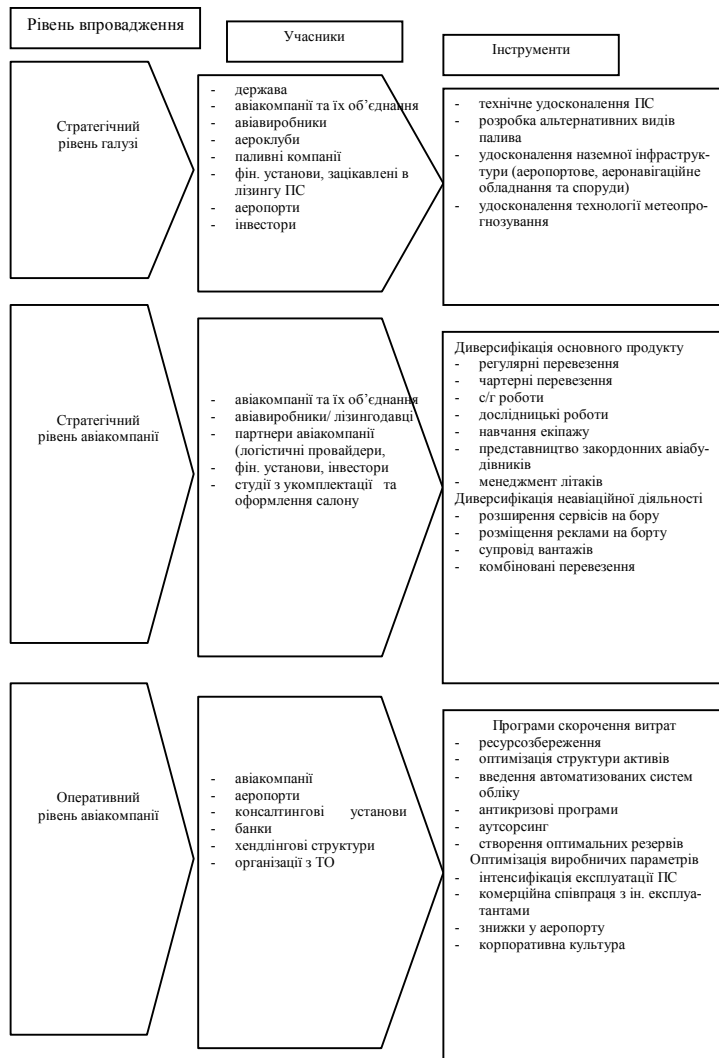 Рівень впровадження
Учасники
Інструменти
Стратегічний
рівень галузі
- держава
- авіакомпанії та їх об’єднання
- авіавиробники
- аероклуби
- паливні компанії
- фін. установи, зацікавлені в
лізингу ПС
- аеропорти
- інвестори
- технічне удосконалення ПС
- розробка альтернативних видів
палива
- удосконалення наземної інфраструк-
тури (аеропортове, аеронавігаційне
обладнання та споруди)
- удосконалення технології метеопро-
гнозування
Стратегічний
рівень авіакомпанії
- авіакомпанії та їх об’єднання
- авіавиробники/ лізингодавці
- партнери авіакомпанії
(логістичні провайдери,
- фін. установи, інвестори
- студії з укомплектації та
оформлення салону
Диверсифікація основного продукту
- регулярні перевезення
- чартерні перевезення
- с/г роботи
- дослідницькі роботи
- навчання екіпажу
- представництво закордонних авіабу-
дівників
- менеджмент літаків
Диверсифікація неавіаційної діяльності
- розширення сервісів на бору
- розміщення реклами на борту
- супровід вантажів
- комбіновані перевезення
Оперативний
рівень авіакомпанії
- авіакомпанії
- аеропорти
- консалтингові установи
- банки
- хендлінгові структури
- організації з ТО
Програми скорочення витрат
- ресурсозбереження
- оптимізація структури активів
- введення автоматизованих систем
обліку
- антикризові програми
- аутсорсинг
- створення оптимальних резервів
Оптимізація виробничих параметрів
- інтенсифікація експлуатації ПС
- комерційна співпраця з ін. експлуа-
тантами
- знижки у аеропорту
- корпоративна культура